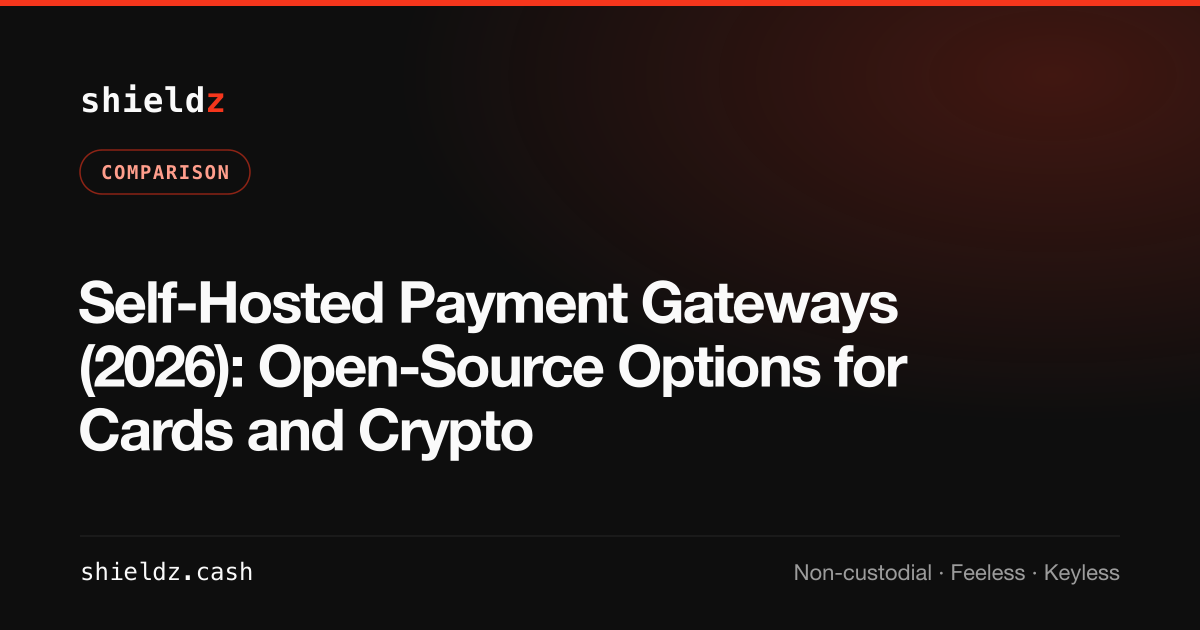 shieldz
COMPARISON
Self-Hosted Payment Gateways
(2026): Open-Source Options for
Cards and Crypto
shieldz.cash
Non-custodial · Feeless · Keyless